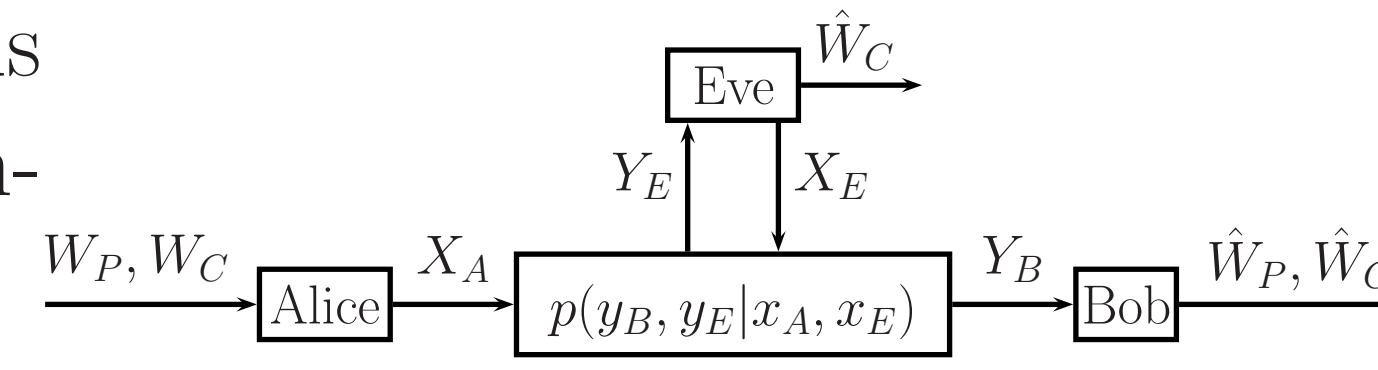 Ŵ_C
Eve
Y_E X_E
W_P, W_C X_A Y_B Ŵ_P, Ŵ_C
Alice p(y_B, y_E|x_A, x_E) Bob